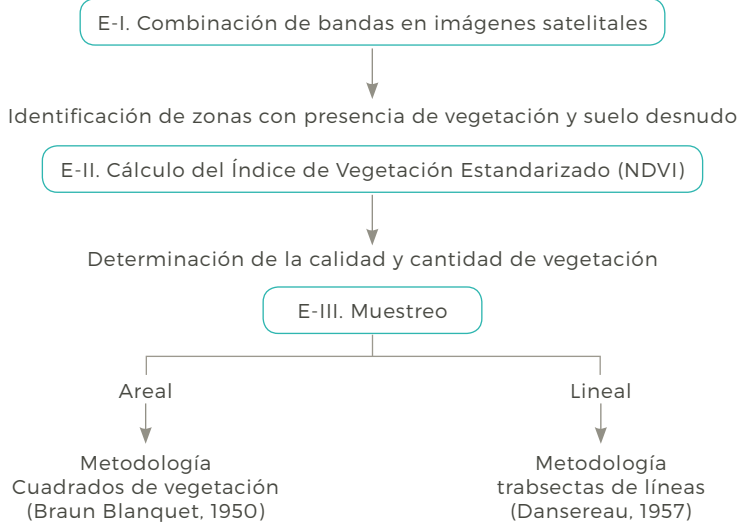 E-I. Combinación de bandas en imágenes satelitales
Identificación de zonas con presencia de vegetación y suelo desnudo
E-II. Cálculo del Índice de Vegetación Estandarizado (NDVI)
Determinación de la calidad y cantidad de vegetación
E-III. Muestreo
Areal
Lineal
Metodología
Cuadrados de vegetación
(Braun Blanquet, 1950)
Metodología
trabsectas de líneas
(Dansereau, 1957)